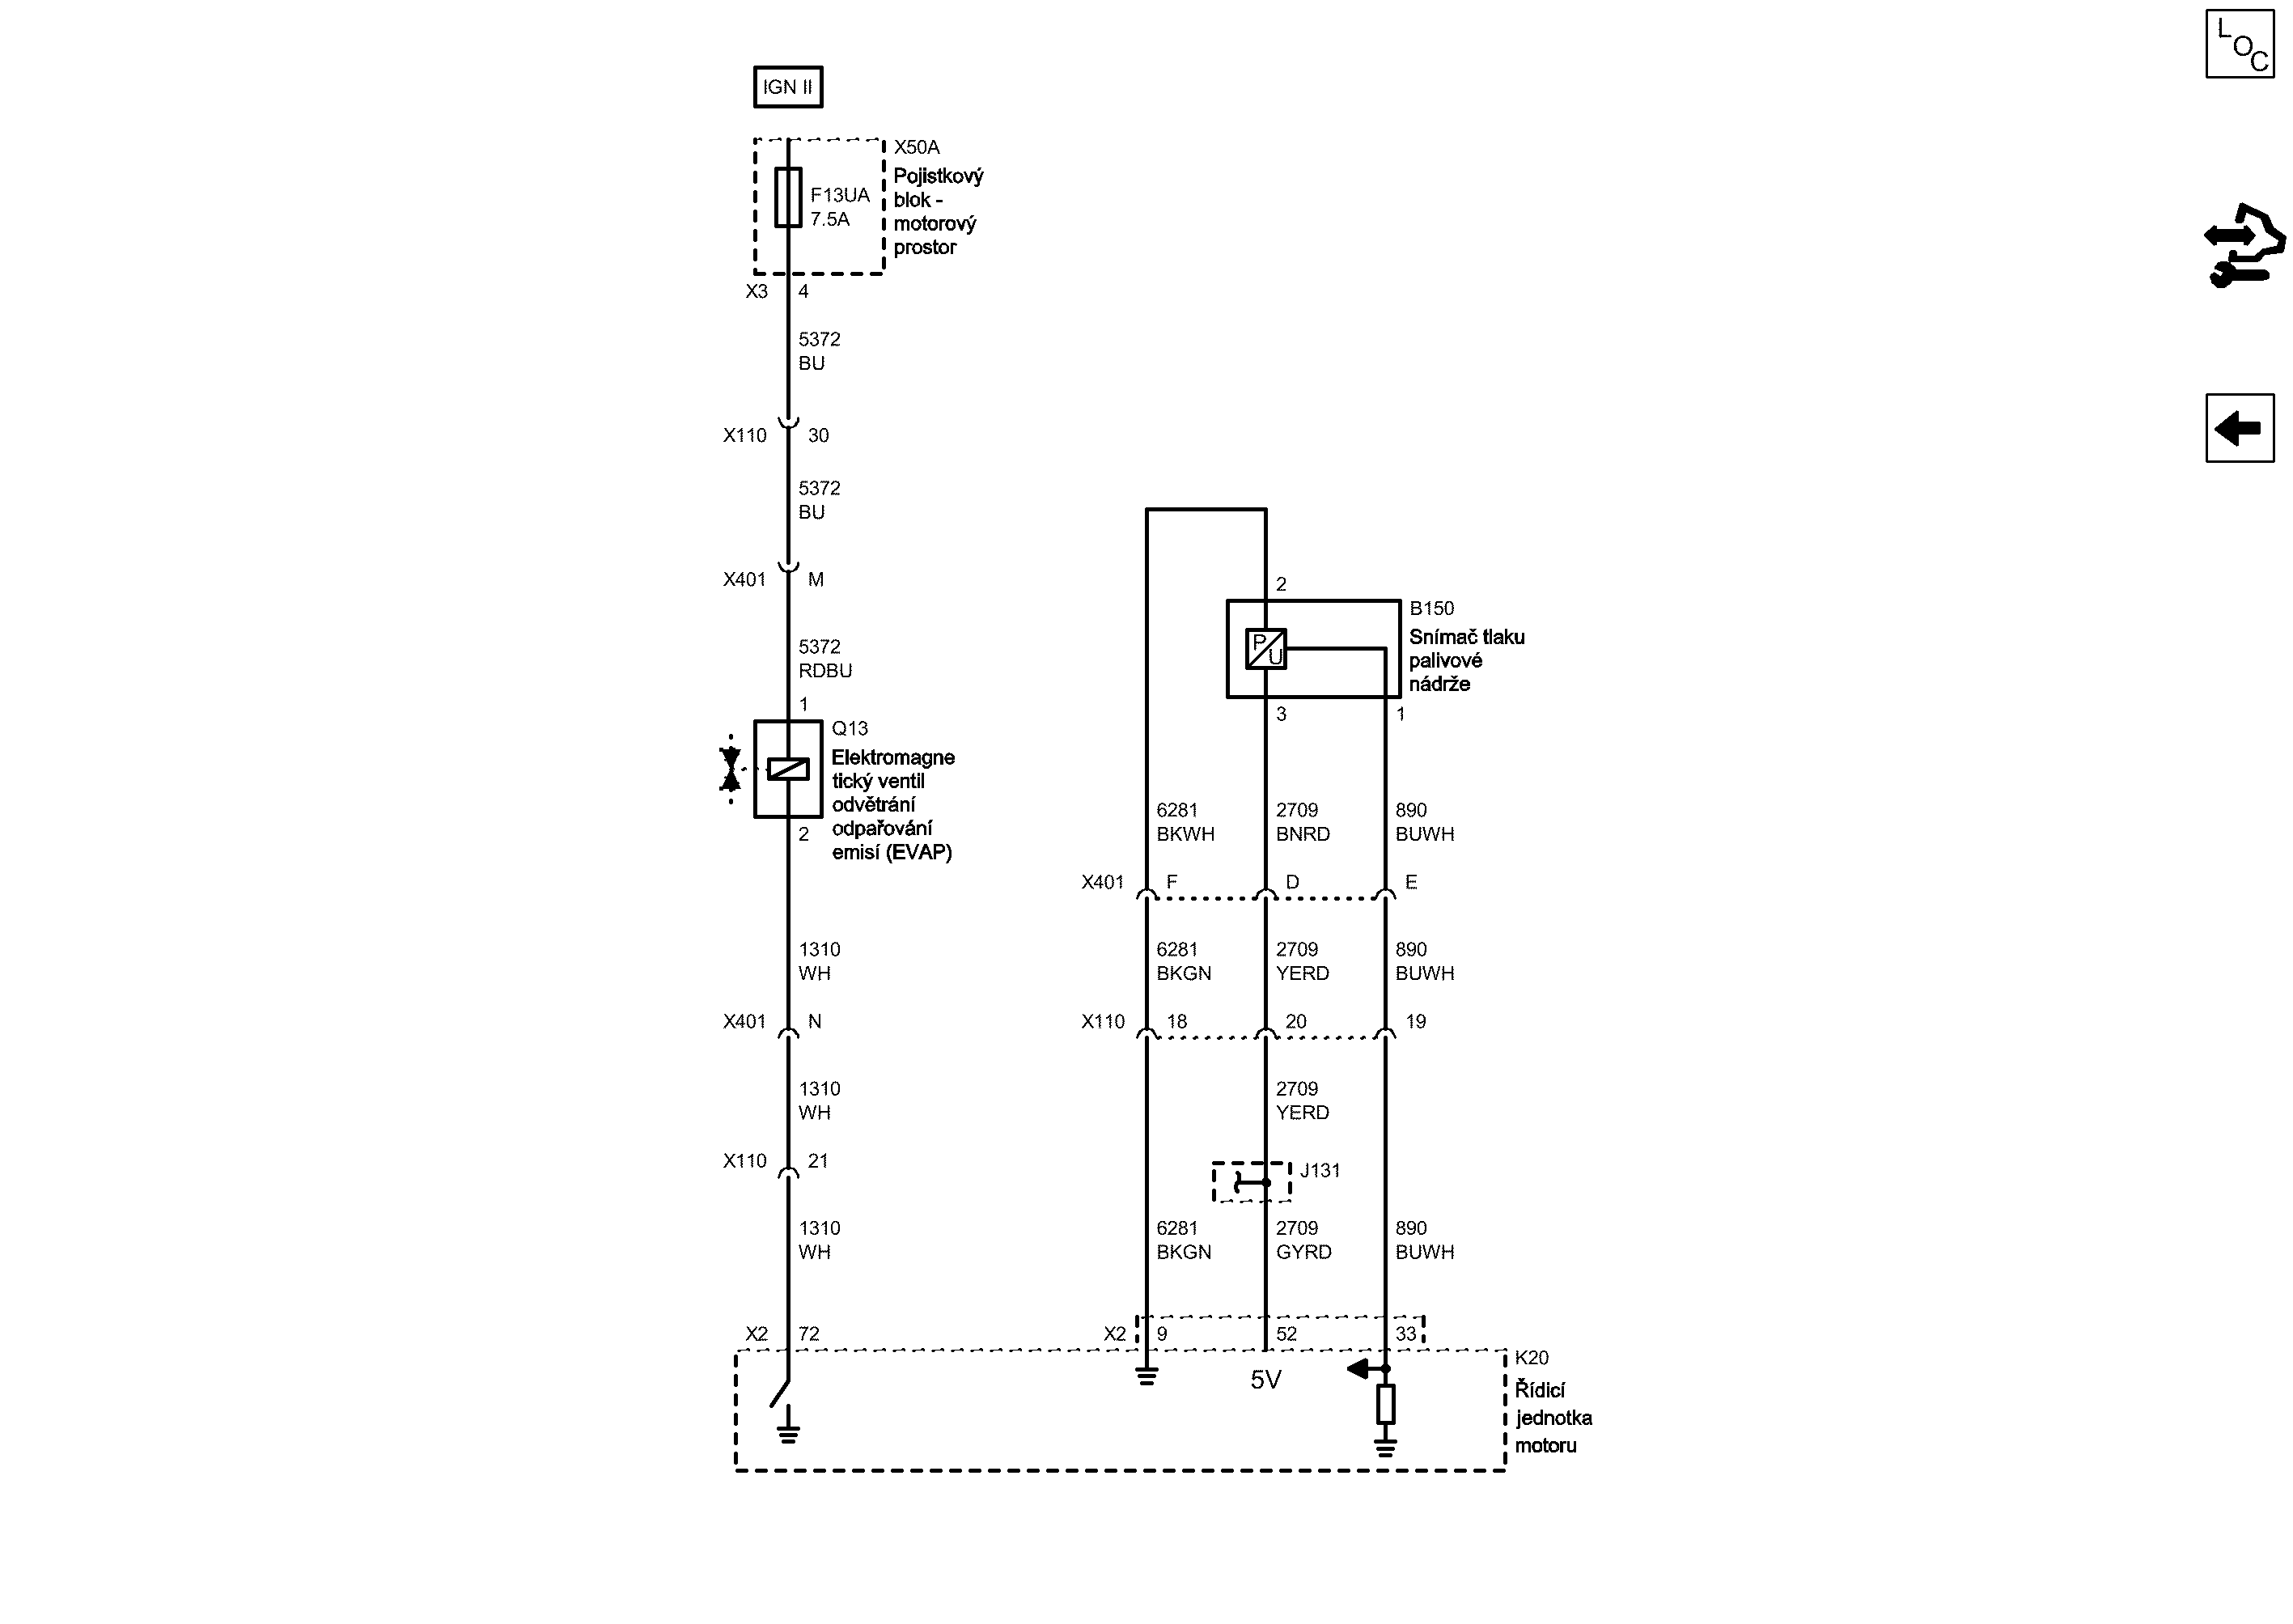 LOC
IGN II
X50A
Pojistkový
blok -
motorový
prostor
F13UA
7.5A
X3 4
5372
BU
X110 30
5372
BU
X401 M
5372
RDBU
1
Q13
Elektromagne
tický ventil
odvětrání
odpařování
emisí (EVAP)
2
1310
WH
X401 N
1310
WH
X110 21
1310
WH
X2 72
2
B150
Snímač tlaku
palivové
nádrže
P
U
3 1
6281 2709 890
BKWH BNRD BUWH
X401 F D E
6281 2709 890
BKGN YERD BUWH
X110 18 20 19
2709
YERD
J131
6281 2709 890
BKGN GYRD BUWH
X2 9 52 33
5V
K20
Řídicí
jednotka
motoru